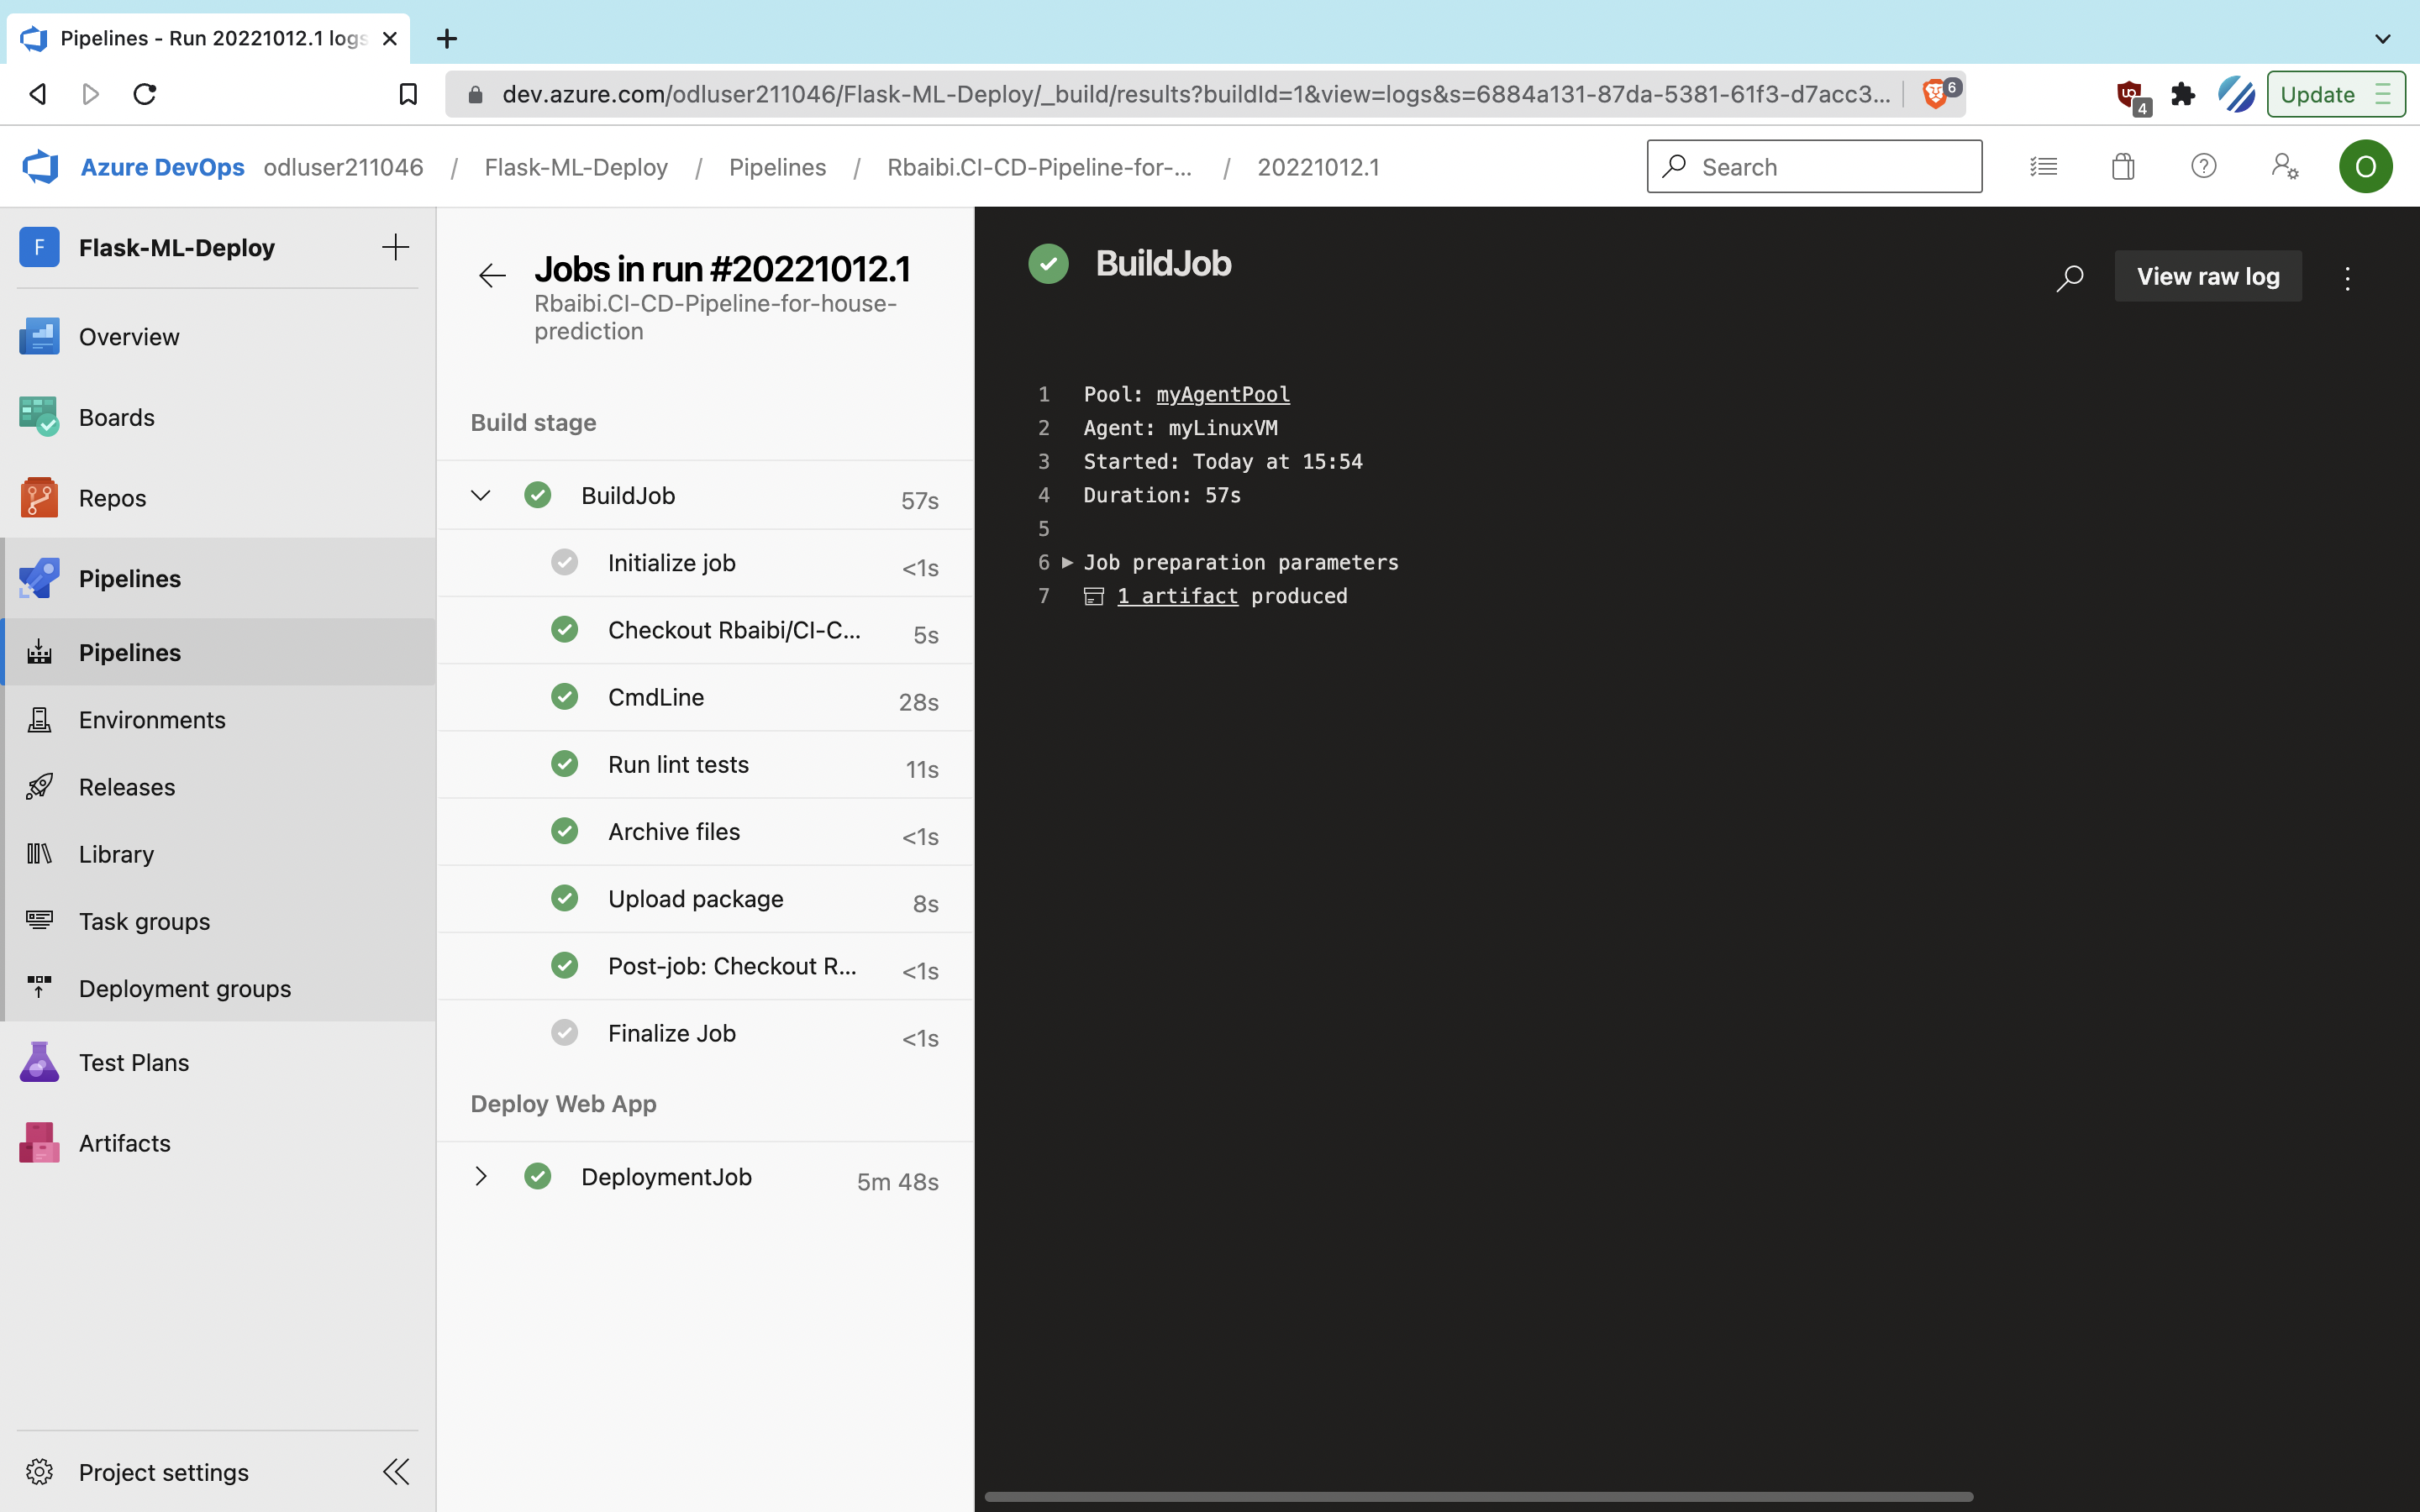 Pipelines - Run 20221012.1 logs
dev.azure.com/odluser211046/Flask-ML-Deploy/_build/results?buildId=1&view=logs&s=6884a131-87da-5381-61f3-d7acc3...
6
4
Update
Azure DevOps odluser211046 / Flask-ML-Deploy / Pipelines / Rbaibi.CI-CD-Pipeline-for-... / 20221012.1
Search
O
F Flask-ML-Deploy
Overview
Boards
Repos
Pipelines
Pipelines
Environments
Releases
Library
Task groups
Deployment groups
Test Plans
Artifacts
Project settings
Jobs in run #20221012.1
Rbaibi.CI-CD-Pipeline-for-house-
prediction
Build stage
BuildJob 57s
Initialize job <1s
Checkout Rbaibi/CI-C... 5s
CmdLine 28s
Run lint tests 11s
Archive files <1s
Upload package 8s
Post-job: Checkout R... <1s
Finalize Job <1s
Deploy Web App
DeploymentJob 5m 48s
BuildJob
View raw log
1 Pool: myAgentPool
2 Agent: myLinuxVM
3 Started: Today at 15:54
4 Duration: 57s
5
6 Job preparation parameters
7 1 artifact produced